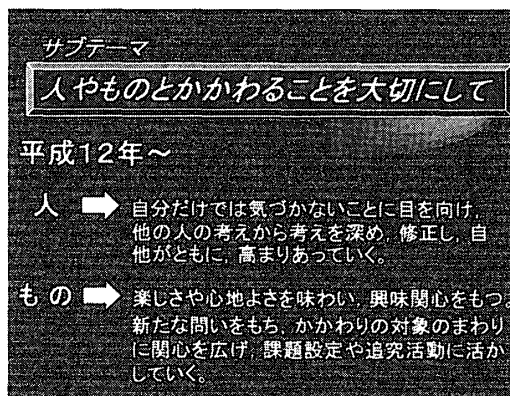 サブテーマ
人やものとかかわることを大切にして
平成12年～
人 ➡ 自分だけでは気づかないことに目を向け，
他の人の考えから考えを深め，修正し，自
他がともに，高まりあっていく。
もの ➡ 楽しさや心地よさを味わい，興味関心をもつ。
新たな問いをもち，かかわりの対象のまわり
に関心を広げ，課題設定や追究活動に活か
していく。